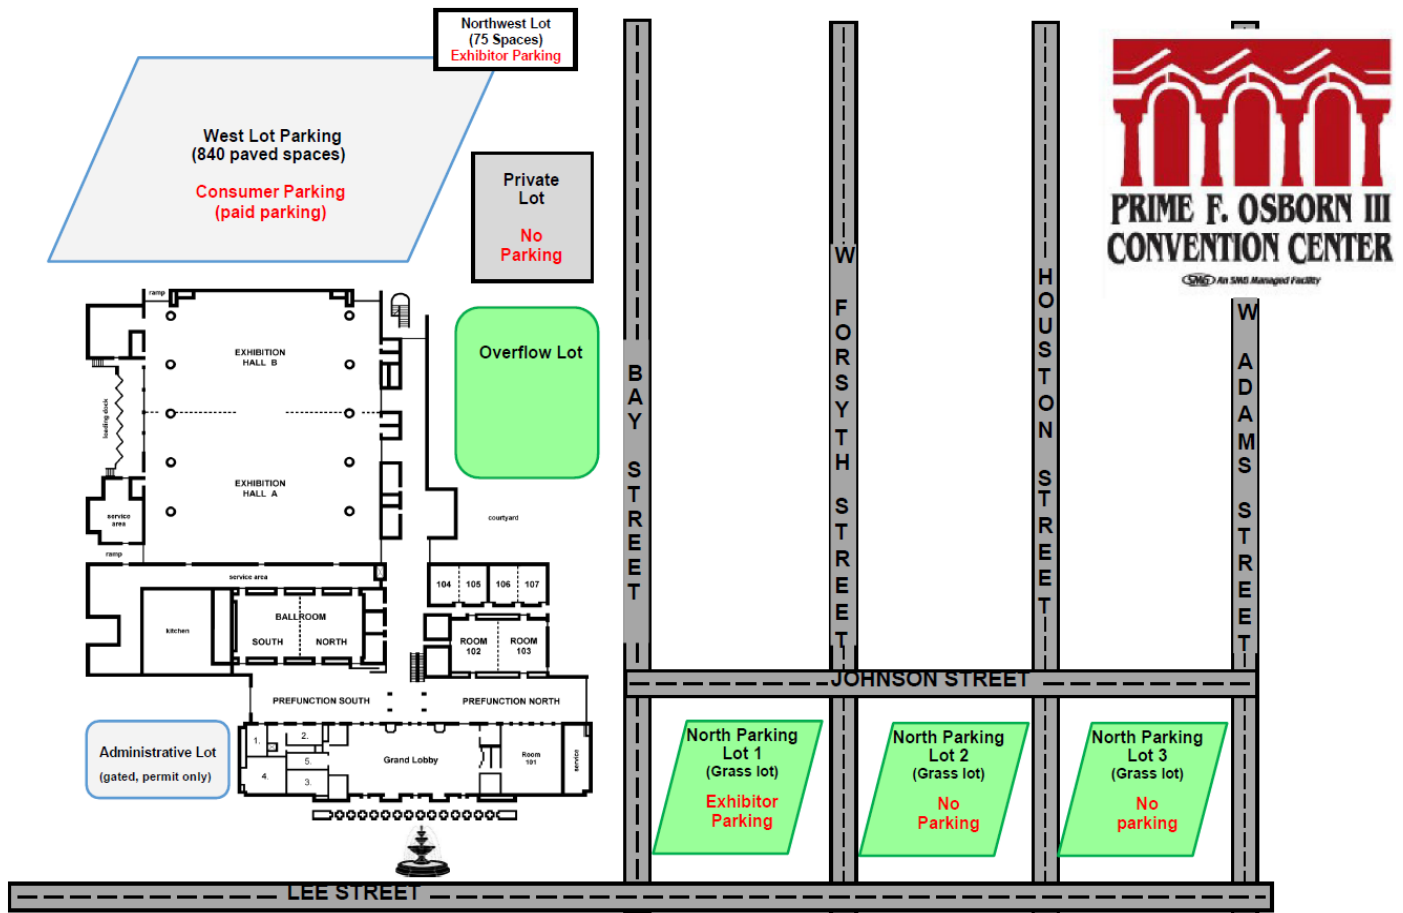 Northwest Lot
(75 Spaces)
Exhibitor Parking
West Lot Parking
(840 paved spaces)
Consumer Parking
(paid parking)
Private
Lot
No
Parking
PRIME F. OSBORN III
CONVENTION CENTER
SMG An SMG Managed Facility
ramp
EXHIBITION
HALL B
Overflow Lot
loading dock
EXHIBITION
HALL A
service
area
courtyard
ramp
service area
104
105
106
107
kitchen
BALLROOM
SOUTH
NORTH
ROOM
102
ROOM
103
PREFUNCTION SOUTH
PREFUNCTION NORTH
BAY STREET
W FORSYTH STREET
HOUSTON STREET
W ADAMS STREET
JOHNSON STREET
Administrative Lot
(gated, permit only)
1.
2.
5.
4.
3.
Grand Lobby
Room
101
service
North Parking
Lot 1
(Grass lot)
Exhibitor
Parking
North Parking
Lot 2
(Grass lot)
No
Parking
North Parking
Lot 3
(Grass lot)
No
parking
LEE STREET